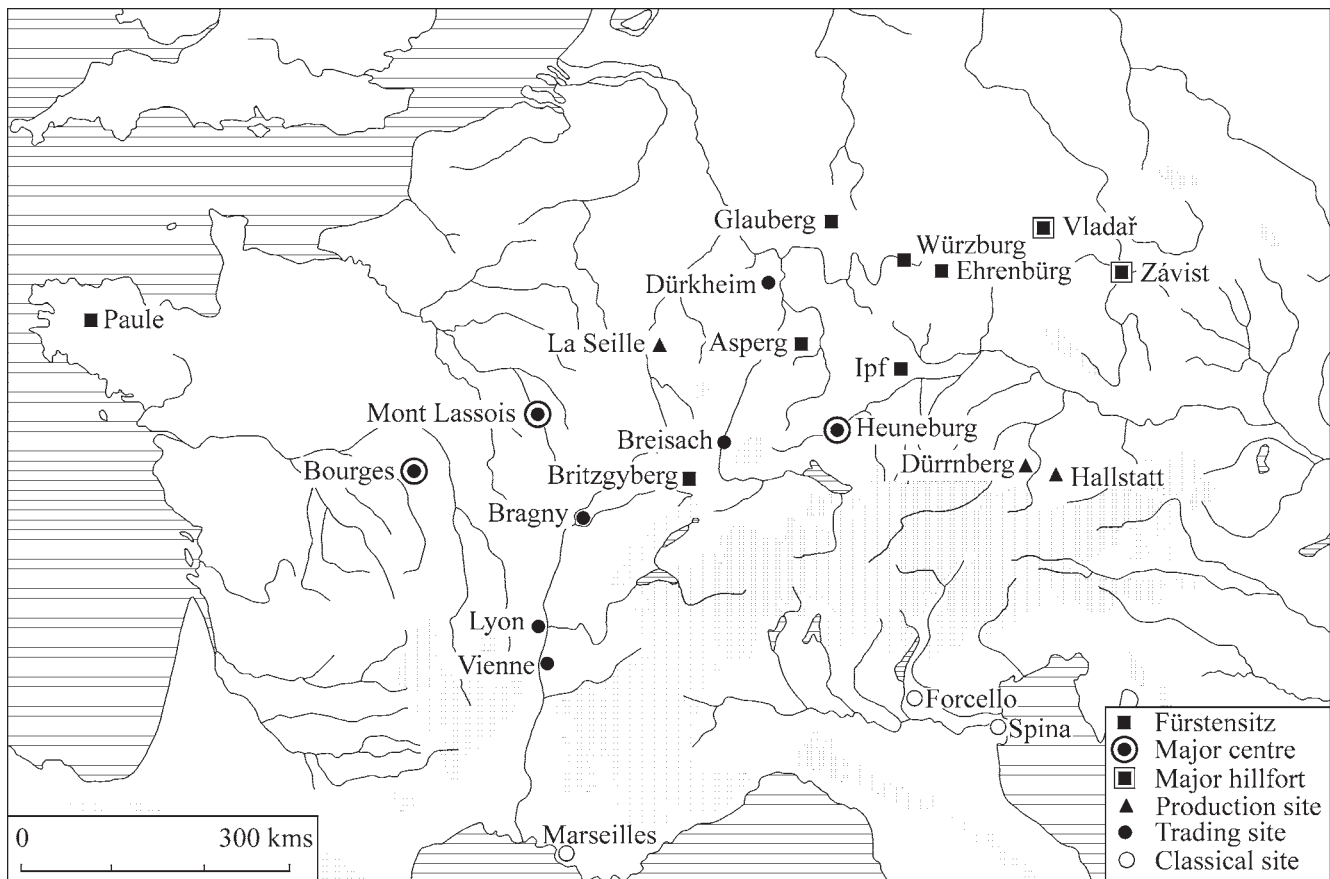 Glauberg
Vladař
Würzburg
Ehrenbürg
Závist
Dürkheim
Paule
La Seille
Asperg
Ipf
Mont Lassois
Heuneburg
Breisach
Bourges
Britzgyberg
Dürrnberg
Hallstatt
Bragny
Lyon
Vienne
Forcello
Spina
Marseilles
0 300 kms
Fürstensitz
Major centre
Major hillfort
Production site
Trading site
Classical site